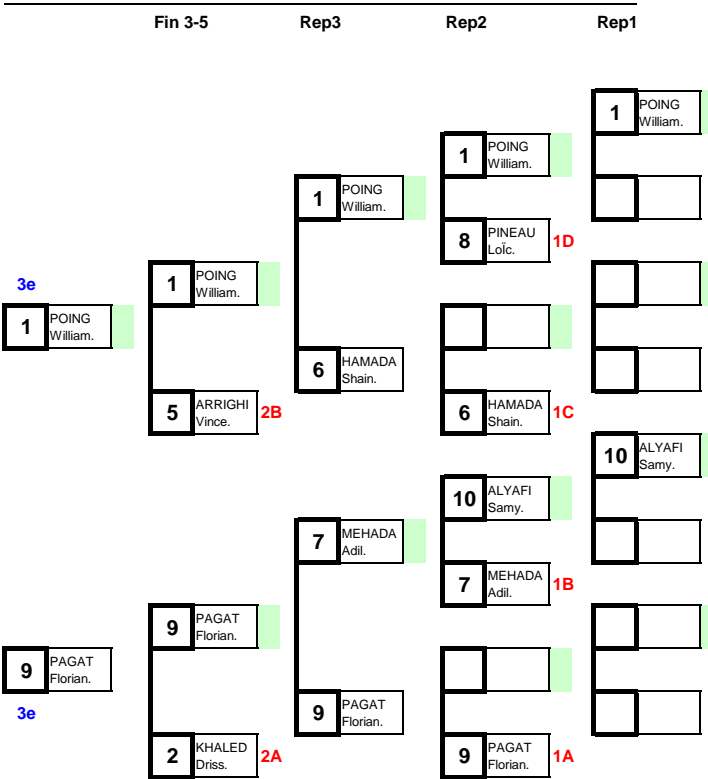 Fin 3-5 Rep3 Rep2 Rep1
1 POING William.
1 POING William.
1 POING William.
8 PINEAU LoÏc. 1D
1 POING William.
3e
1 POING William.
6 HAMADA Shain.
5 ARRIGHI Vince. 2B
6 HAMADA Shain. 1C
10 ALYAFI Samy.
10 ALYAFI Samy.
7 MEHADA Adil.
7 MEHADA Adil. 1B
9 PAGAT Florian.
9 PAGAT Florian.
3e
9 PAGAT Florian.
2 KHALED Driss. 2A
9 PAGAT Florian. 1A